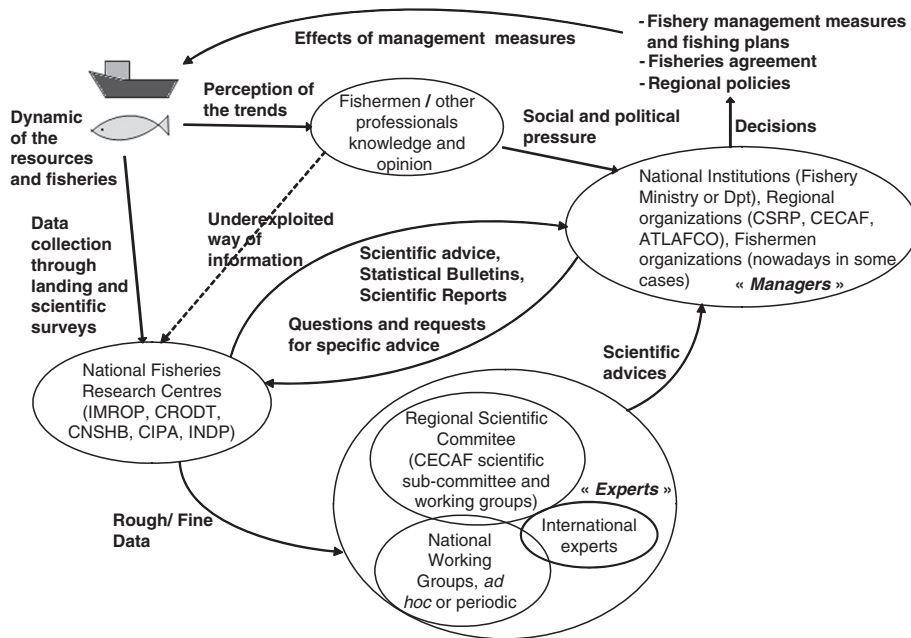 Effects of management measures
- Fishery management measures
and fishing plans
- Fisheries agreement
- Regional policies
Perception of
the trends
Fishermen / other
professionals
knowledge and
opinion
Social and political
pressure
Decisions
Dynamic
of the
resources
and fisheries
National Institutions (Fishery
Ministry or Dpt), Regional
organizations (CSRP, CECAF,
ATLAFCO), Fishermen
organizations (nowadays in some
cases)
« Managers »
Data
collection
through
landing and
scientific
surveys
Underexploited
way of
information
Scientific advice,
Statistical Bulletins,
Scientific Reports
Questions and requests
for specific advice
National Fisheries
Research Centres
(IMROP, CRODT,
CNSHB, CIPA, INDP)
Scientific
advices
Regional Scientific
Commitee
(CECAF scientific
sub-committee and
working groups)
« Experts »
International
experts
National
Working
Groups, ad
hoc or periodic
Rough/ Fine
Data